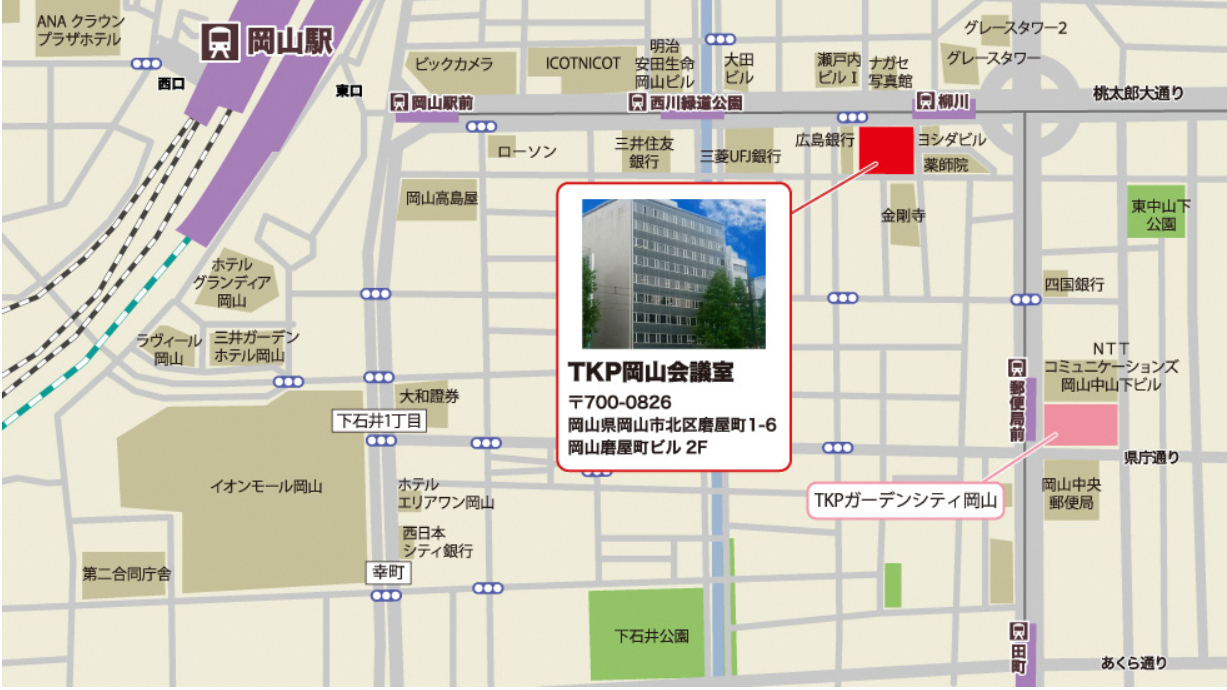 ANA クラウン
プラザホテル
岡山駅
西口
東口
ビックカメラ
ICOTNICOT
明治
安田生命
岡山ビル
大田
ビル
瀬戸内
ビルⅠ
ナガセ
写真館
グレースタワー2
グレースタワー
桃太郎大通り
岡山駅前
西川緑道公園
柳川
ローソン
三井住友
銀行
三菱UFJ銀行
広島銀行
ヨシダビル
薬師院
岡山高島屋
金剛寺
東中山下
公園
ホテル
グランディア
岡山
四国銀行
ラヴィール
岡山
三井ガーデン
ホテル岡山
TKP岡山会議室
〒700-0826
岡山県岡山市北区磨屋町1-6
岡山磨屋町ビル 2F
NTT
コミュニケーションズ
岡山中山下ビル
郵便局前
大和證券
下石井1丁目
県庁通り
イオンモール岡山
ホテル
エリアワン岡山
TKPガーデンシティ岡山
岡山中央
郵便局
西日本
シティ銀行
第二合同庁舎
幸町
下石井公園
田町
あくら通り